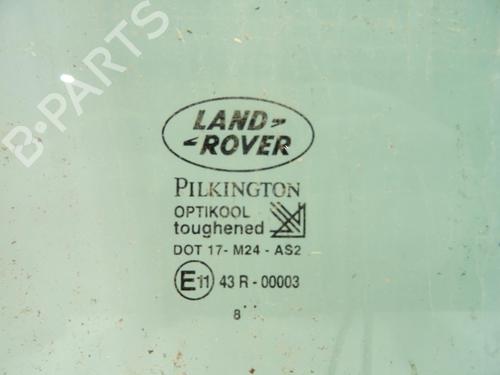 B-PARTS
LAND-
-ROVER
PILKINGTON
OPTIKOOL
toughened
DOT 17- M24 - AS2
E11 43 R - 00003
8 ··